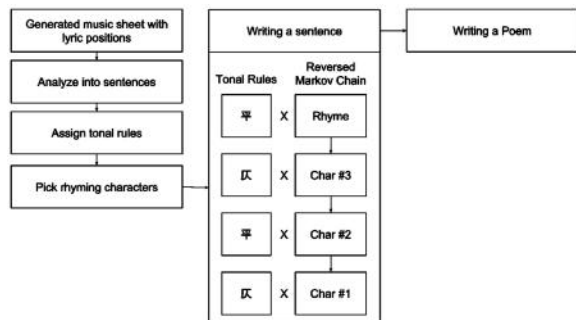 Generated music sheet with
lyric positions
Analyze into sentences
Assign tonal rules
Pick rhyming characters
Writing a sentence
Tonal Rules
Reversed
Markov Chain
平 X Rhyme
仄 X Char #3
平 X Char #2
仄 X Char #1
Writing a Poem